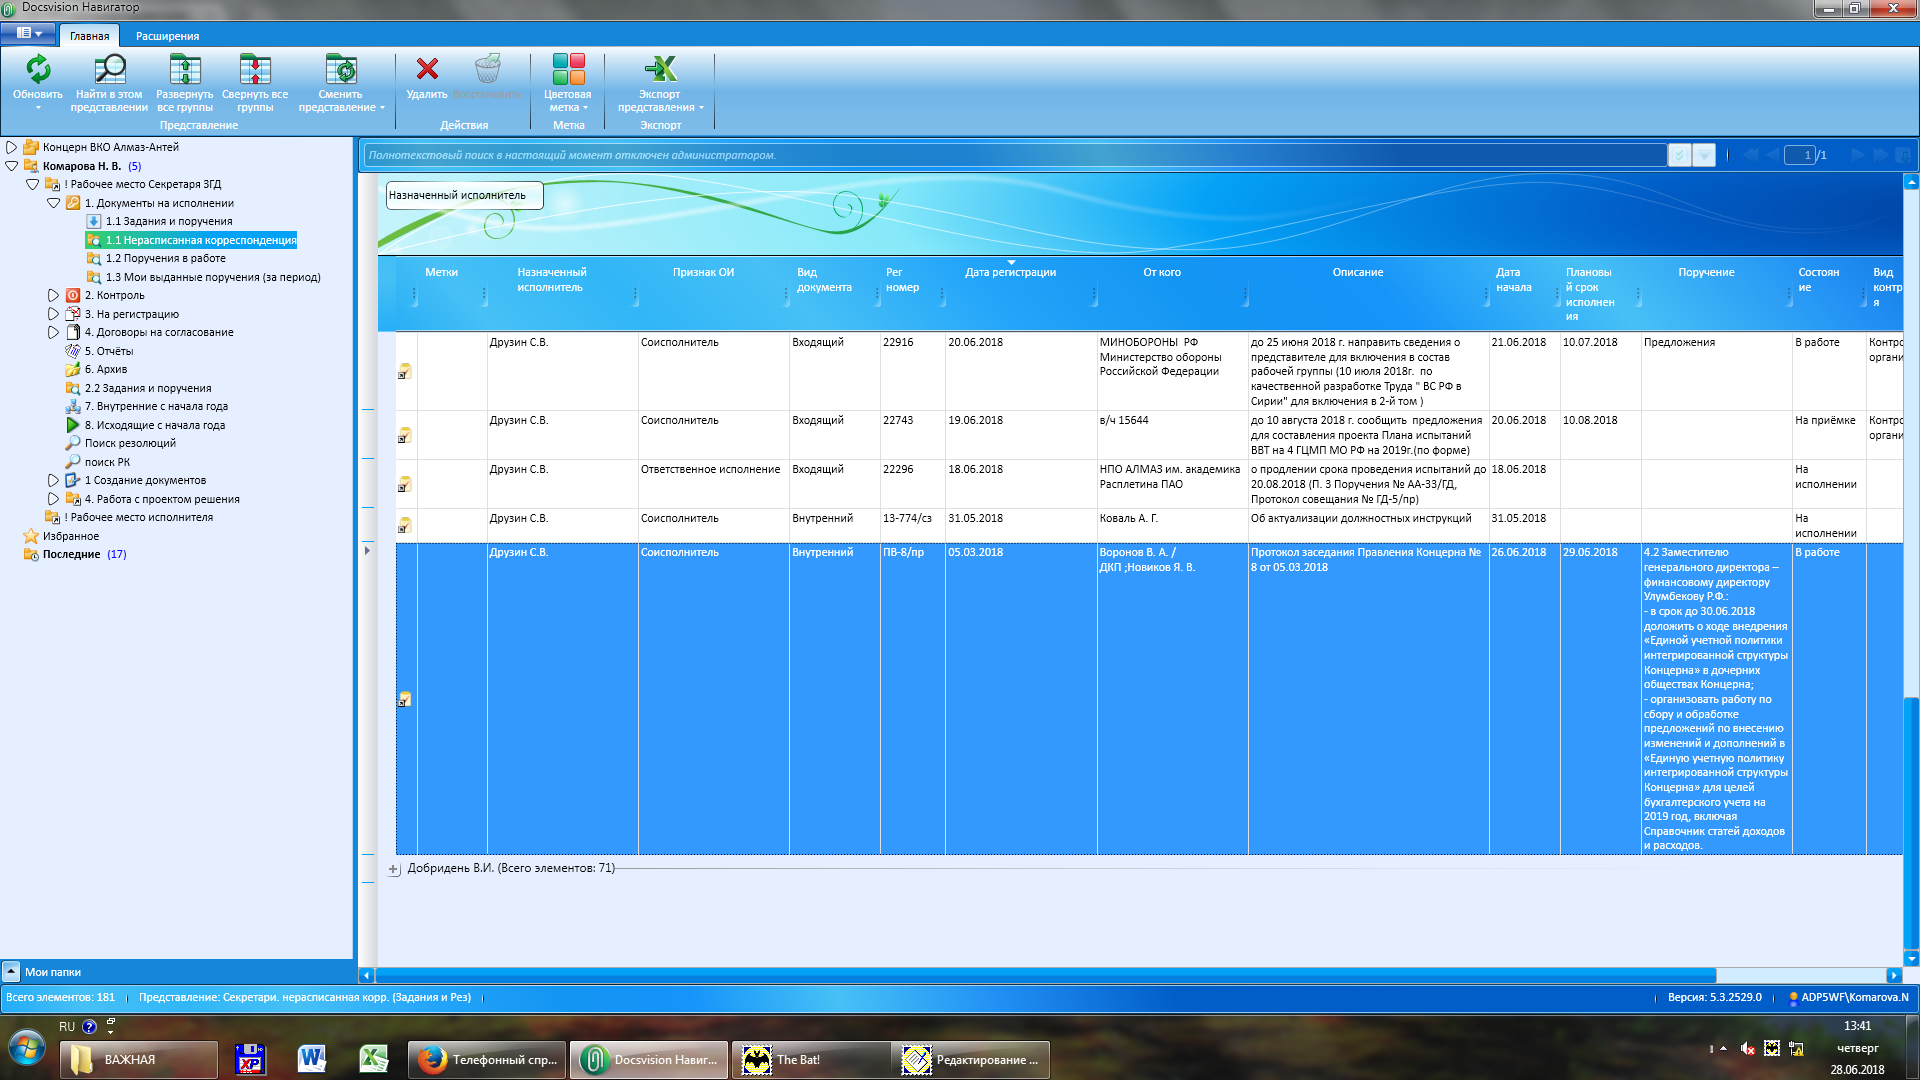 Docsvision Навигатор
Главная
Расширения
Обновить
Найти в этом представлении
Развернуть все группы
Свернуть все группы
Сменить представление
Удалить
Восстановить
Цветовая метка
Экспорт представления
Представление
Действия
Метка
Экспорт
Концерн ВКО Алмаз-Антей
Комарова Н. В. (5)
! Рабочее место Секретаря ЗГД
1. Документы на исполнении
1.1 Задания и поручения
1.1 Нерасписанная корреспонденция
1.2 Поручения в работе
1.3 Мои выданные поручения (за период)
2. Контроль
3. На регистрацию
4. Договоры на согласование
5. Отчёты
6. Архив
2.2 Задания и поручения
7. Внутренние с начала года
8. Исходящие с начала года
Поиск резолюций
поиск РК
1 Создание документов
4. Работа с проектом решения
! Рабочее место исполнителя
Избранное
Последние (17)
Мои папки
Полнотекстовый поиск в настоящий момент отключен администратором.
1 /1
Назначенный исполнитель
Метки
Назначенный
исполнитель
Признак ОИ
Вид
документа
Рег
номер
Дата регистрации
От кого
Описание
Дата
начала
Плановы
й срок
исполнен
ия
Поручение
Состоян
ие
Вид
контр
я
Друзин С.В.
Соисполнитель
Входящий
22916
20.06.2018
МИНОБОРОНЫ РФ
Министерство обороны
Российской Федерации
до 25 июня 2018 г. направить сведения о
представителе для включения в состав
рабочей группы (10 июля 2018г. по
качественной разработке Труда " ВС РФ в
Сирии" для включения в 2-й том )
21.06.2018
10.07.2018
Предложения
В работе
Контро
органи
Друзин С.В.
Соисполнитель
Входящий
22743
19.06.2018
в/ч 15644
до 10 августа 2018 г. сообщить предложения
для составления проекта Плана испытаний
ВВТ на 4 ГЦМП МО РФ на 2019г.(по форме)
20.06.2018
10.08.2018
На приёмке
Контро
органи
Друзин С.В.
Ответственное исполнение
Входящий
22296
18.06.2018
НПО АЛМАЗ им. академика
Расплетина ПАО
о продлении срока проведения испытаний до
20.08.2018 (П. 3 Поручения № АА-33/ГД,
Протокол совещания № ГД-5/пр)
18.06.2018
На
исполнении
Друзин С.В.
Соисполнитель
Внутренний
13-774/сз
31.05.2018
Коваль А. Г.
Об актуализации должностных инструкций
31.05.2018
На
исполнении
Друзин С.В.
Соисполнитель
Внутренний
ПВ-8/пр
05.03.2018
Воронов В. А. /
ДКП ;Новиков Я. В.
Протокол заседания Правления Концерна №
8 от 05.03.2018
26.06.2018
29.06.2018
4.2 Заместителю
генерального директора –
финансовому директору
Улумбекову Р.Ф.:
- в срок до 30.06.2018
доложить о ходе внедрения
«Единой учетной политики
интегрированной структуры
Концерна» в дочерних
обществах Концерна;
- организовать работу по
сбору и обработке
предложений по внесению
изменений и дополнений в
«Единую учетную политику
интегрированной структуры
Концерна» для целей
бухгалтерского учета на
2019 год, включая
Справочник статей доходов
и расходов.
В работе
Добридень В.И. (Всего элементов: 71)
Всего элементов: 181
Представление: Секретари. нерасписанная корр. (Задания и Рез)
Версия: 5.3.2529.0
ADP5WF\Komarova.N
RU
ВАЖНАЯ
XP
Телефонный спр...
Docsvision Навиг...
The Bat!
Редактирование ...
13:41
четверг
28.06.2018